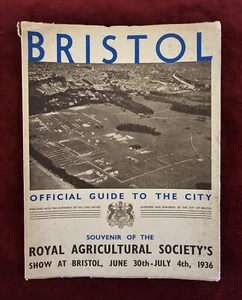 BRISTOL
OFFICIAL GUIDE TO THE CITY
SOUVENIR OF THE
ROYAL AGRICULTURAL SOCIETY'S
SHOW AT BRISTOL, JUNE 30th-JULY 4th, 1936